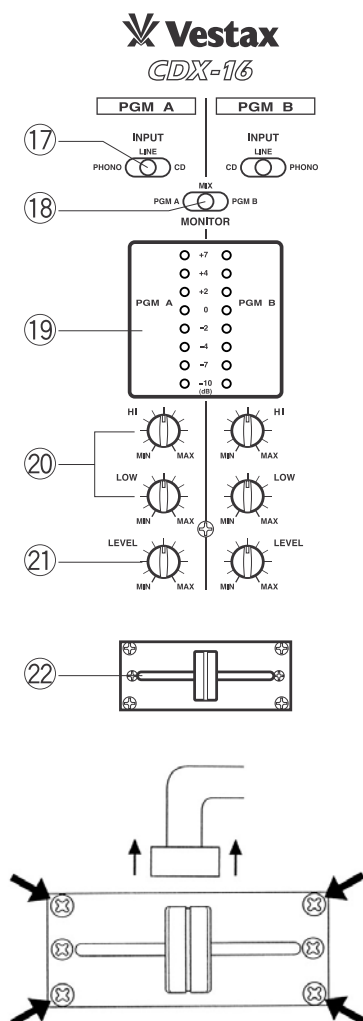 Vestax
CDX-16
PGM A PGM B
INPUT INPUT
17 LINE LINE
PHONO CD CD PHONO
18 MIX
PGM A PGM B
MONITOR
+7
+4
+2
PGM A 0 PGM B
19 -2
-4
-7
-10
(dB)
HI HI
20 MIN MAX MIN MAX
LOW LOW
MIN MAX MIN MAX
21 LEVEL LEVEL
MIN MAX MIN MAX
22